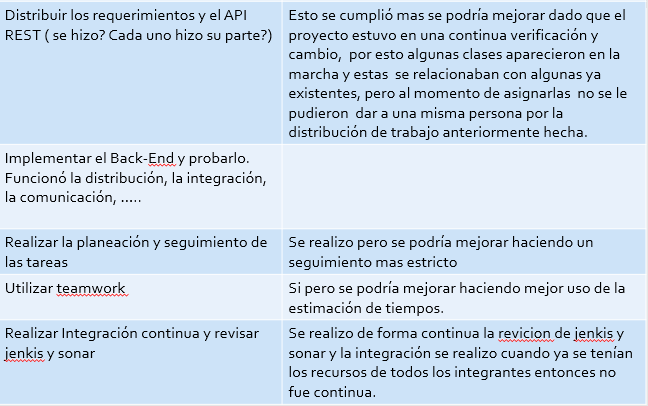 Distribuir los requerimientos y el API
REST ( se hizo? Cada uno hizo su parte?)
Esto se cumplió mas se podría mejorar dado que el
proyecto estuvo en una continua verificación y
cambio,  por esto algunas clases aparecieron en la
marcha y estas  se relacionaban con algunas ya
existentes, pero al momento de asignarlas  no se le
pudieron  dar a una misma persona por la
distribución de trabajo anteriormente hecha.
Implementar el Back-End y probarlo.
Funcionó la distribución, la integración,
la comunicación, .....
Realizar la planeación y seguimiento de
las tareas
Se realizo pero se podría mejorar haciendo un
seguimiento mas estricto
Utilizar teamwork
Si pero se podría mejorar haciendo mejor uso de la
estimación de tiempos.
Realizar Integración continua y revisar
jenkis y sonar
Se realizo de forma continua la revicion de jenkis y
sonar y la integración se realizo cuando ya se tenían
los recursos de todos los integrantes entonces no
fue continua.